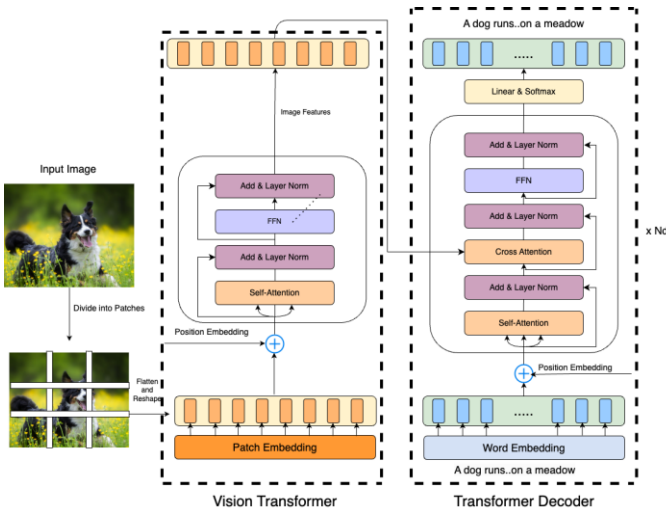 Input Image
Divide into Patches
Flatten
and
Reshape
Image Features
Add & Layer Norm
FFN
Add & Layer Norm
Self-Attention
Position Embedding
Patch Embedding
Vision Transformer
A dog runs..on a meadow
.....
Linear & Softmax
Add & Layer Norm
FFN
Add & Layer Norm
Cross Attention
Add & Layer Norm
Self-Attention
x No
Position Embedding
.....
Word Embedding
A dog runs..on a meadow
Transformer Decoder